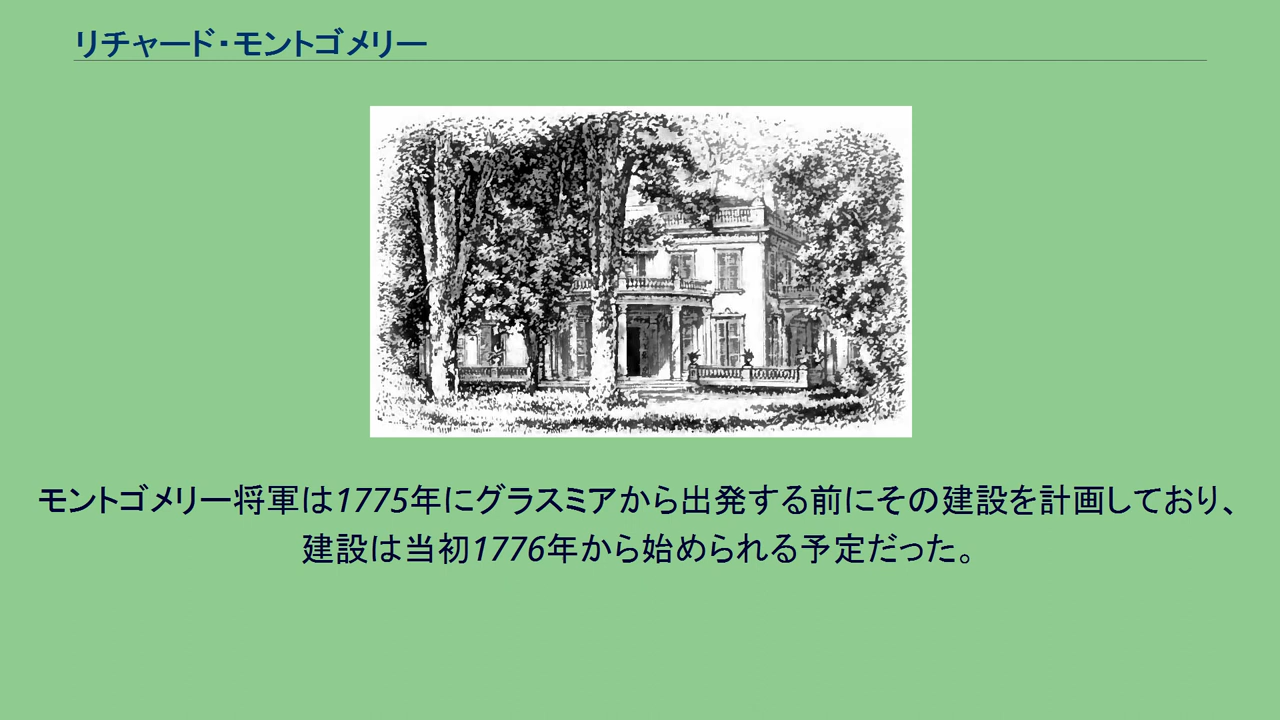 リチャード・モントゴメリー
モントゴメリー将軍は1775年にグラスミアから出発する前にその建設を計画しており、
建設は当初1776年から始められる予定だった。